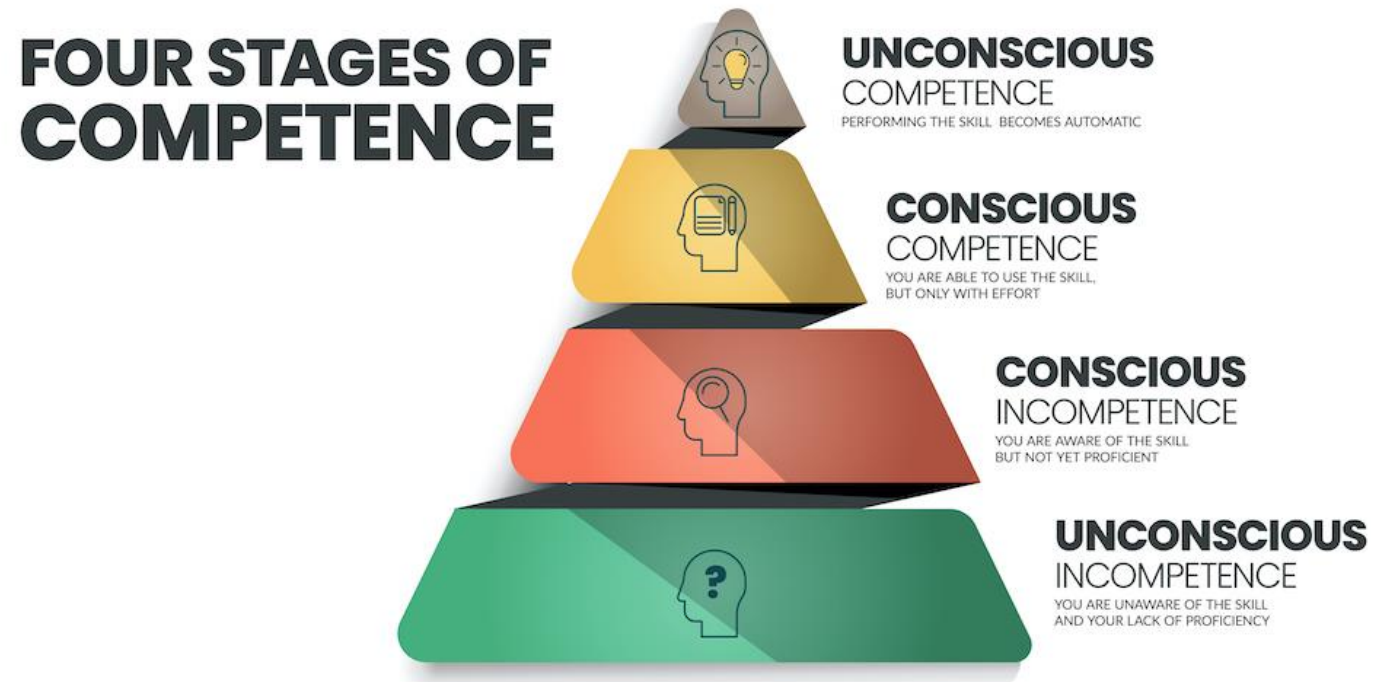 FOUR STAGES OF
COMPETENCE
UNCONSCIOUS
COMPETENCE
PERFORMING THE SKILL BECOMES AUTOMATIC
CONSCIOUS
COMPETENCE
YOU ARE ABLE TO USE THE SKILL,
BUT ONLY WITH EFFORT
CONSCIOUS
INCOMPETENCE
YOU ARE AWARE OF THE SKILL
BUT NOT YET PROFICIENT
?
UNCONSCIOUS
INCOMPETENCE
YOU ARE UNAWARE OF THE SKILL
AND YOUR LACK OF PROFICIENCY